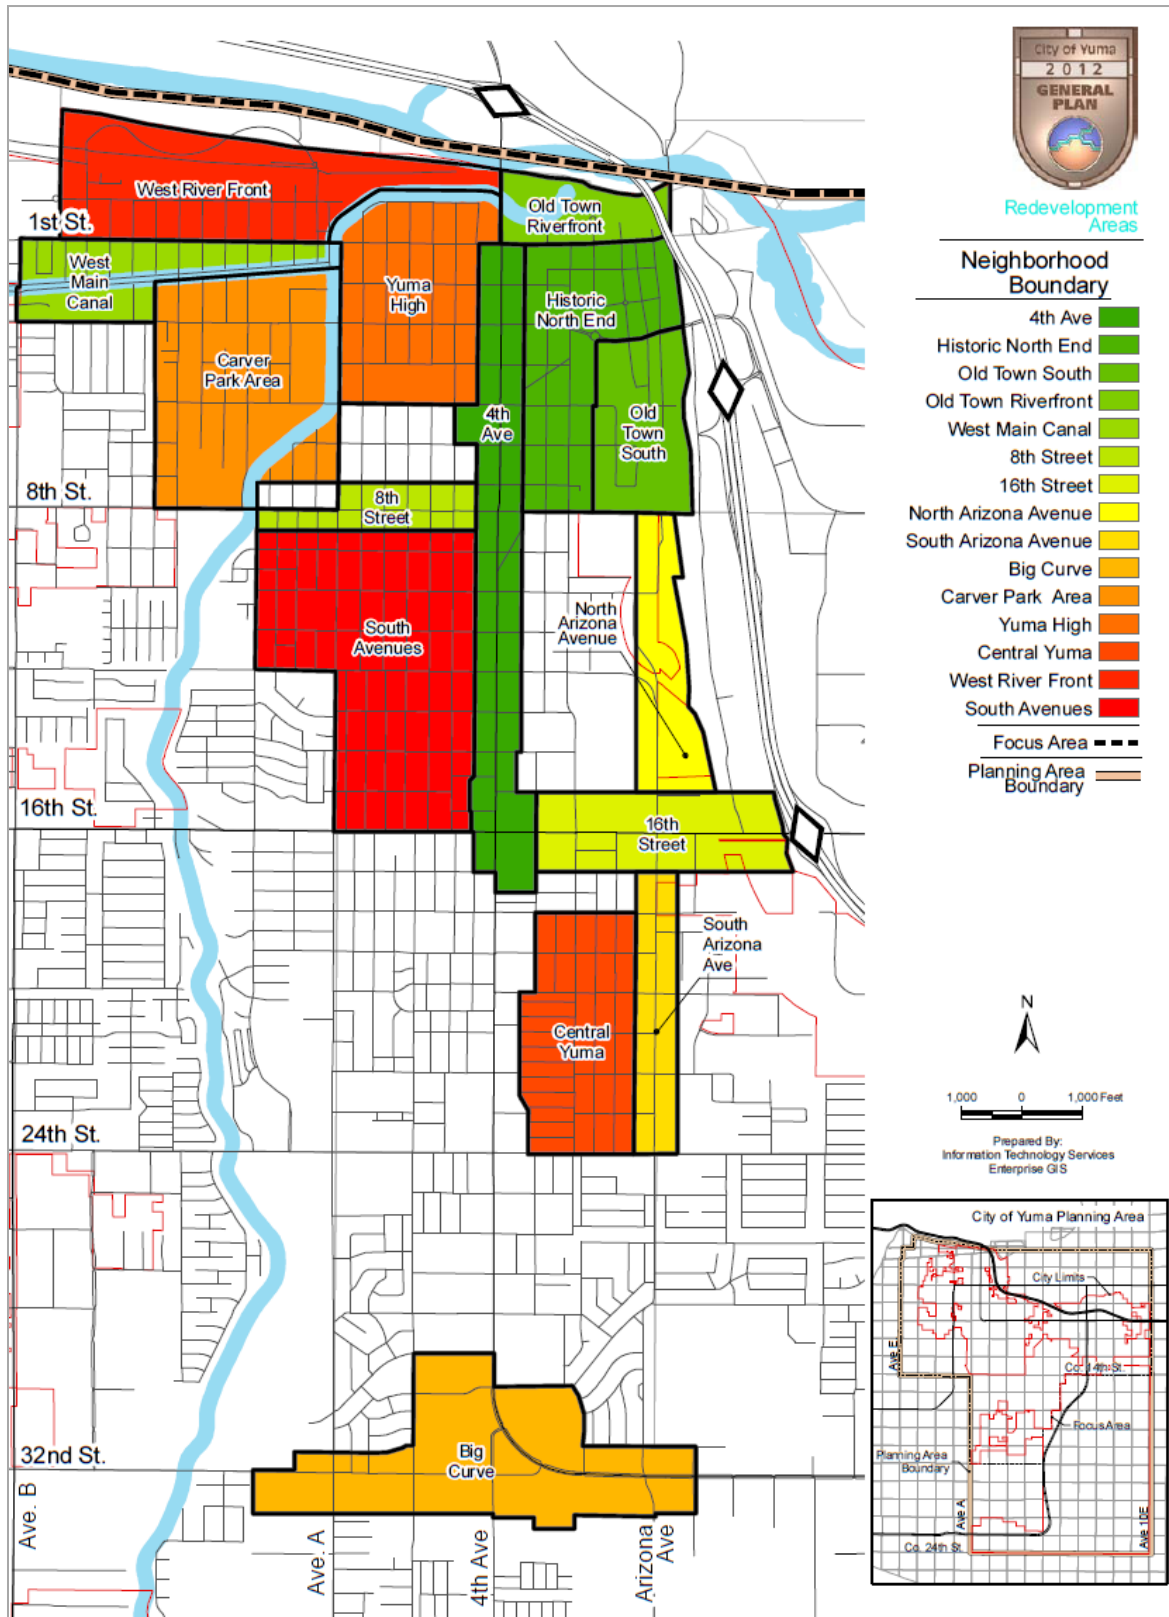 City of Yuma
2012
GENERAL
PLAN
Redevelopment
Areas
Neighborhood
Boundary
4th Ave
Historic North End
Old Town South
Old Town Riverfront
West Main Canal
8th Street
16th Street
North Arizona Avenue
South Arizona Avenue
Big Curve
Carver Park Area
Yuma High
Central Yuma
West River Front
South Avenues
Focus Area
Planning Area
Boundary
West River Front
Old Town
Riverfront
1st St.
West
Main
Canal
Yuma
High
Historic
North End
Carver
Park Area
4th
Ave
Old
Town
South
8th St.
8th
Street
North
Arizona
Avenue
South
Avenues
16th St.
16th
Street
South
Arizona
Ave
Central
Yuma
24th St.
32nd St.
Big
Curve
Ave. B
Ave. A
4th Ave
Arizona
Ave
N
1,000 0 1,000 Feet
Prepared By:
Information Technology Services
Enterprise GIS
City of Yuma Planning Area
City Limits
Ave E
Co. 14th St.
Focus Area
Planning Area
Boundary
Ave A
Ave 10E
Co. 24th St.